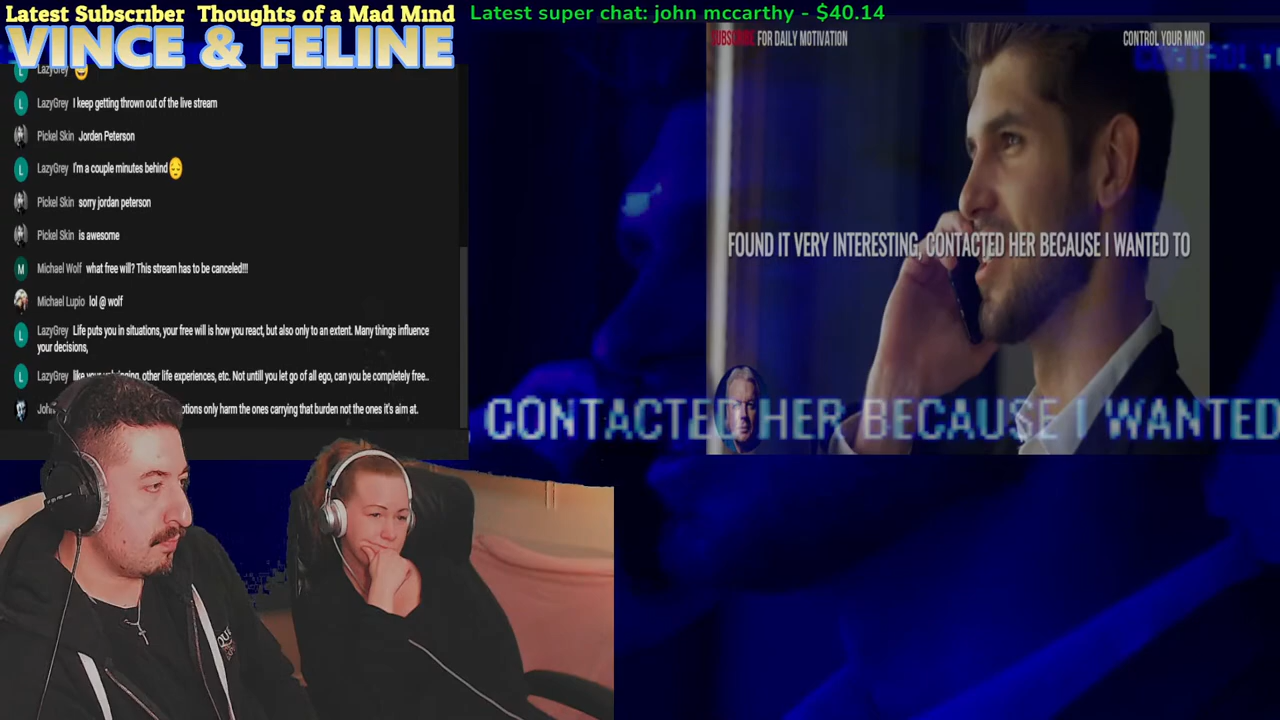 Latest Subscriber Thoughts of a Mad Mind
Latest super chat: john mccarthy - $40.14
VINCE & FELINE
SUBSCRIBE FOR DAILY MOTIVATION
CONTROL YOUR MIND
LazyGrey
LazyGrey I keep getting thrown out of the live stream
Pickel Skin Jorden Peterson
LazyGrey I'm a couple minutes behind
Pickel Skin sorry jordan peterson
Pickel Skin is awesome
Michael Wolf what free will? This stream has to be canceled!!!
Michael Lupio lol @ wolf
LazyGrey Life puts you in situations, your free will is how you react, but also only to an extent. Many things influence
your decisions,
LazyGrey like your other life experiences, etc. Not untill you let go of all ego, can you be completely free..
only harm the ones carrying that burden not the ones it's aim at.
FOUND IT VERY INTERESTING, CONTACTED HER BECAUSE I WANTED TO
CONTACTED HER BECAUSE I WANTED